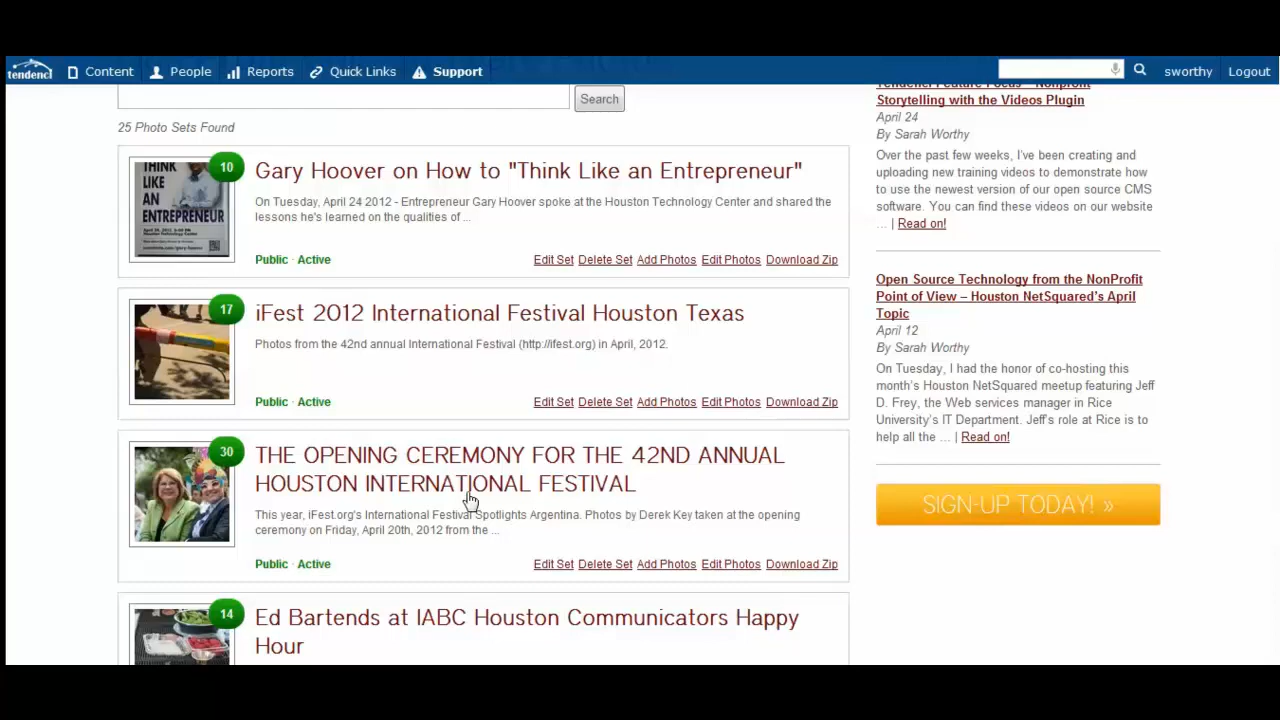 tendenci Content People Reports Quick Links Support sworthy Logout
Search
25 Photo Sets Found
10
THINK
LIKE
AN
ENTREPRENEUR
Gary Hoover on How to "Think Like an Entrepreneur"
On Tuesday, April 24 2012 - Entrepreneur Gary Hoover spoke at the Houston Technology Center and shared the
lessons he's learned on the qualities of ...
Public · Active Edit Set Delete Set Add Photos Edit Photos Download Zip
17
iFest 2012 International Festival Houston Texas
Photos from the 42nd annual International Festival (http://ifest.org) in April, 2012.
Public · Active Edit Set Delete Set Add Photos Edit Photos Download Zip
30
THE OPENING CEREMONY FOR THE 42ND ANNUAL
HOUSTON INTERNATIONAL FESTIVAL
This year, iFest.org's International Festival Spotlights Argentina. Photos by Derek Key taken at the opening
ceremony on Friday, April 20th, 2012 from the ...
Public · Active Edit Set Delete Set Add Photos Edit Photos Download Zip
14
Ed Bartends at IABC Houston Communicators Happy
Hour
Tendenci Feature Focus – Nonprofit
Storytelling with the Videos Plugin
April 24
By Sarah Worthy
Over the past few weeks, I've been creating and
uploading new training videos to demonstrate how
to use the newest version of our open source CMS
software. You can find these videos on our website
... | Read on!
Open Source Technology from the NonProfit
Point of View – Houston NetSquared's April
Topic
April 12
By Sarah Worthy
On Tuesday, I had the honor of co-hosting this
month's Houston NetSquared meetup featuring Jeff
D. Frey, the Web services manager in Rice
University's IT Department. Jeff's role at Rice is to
help all the ... | Read on!
SIGN-UP TODAY! »